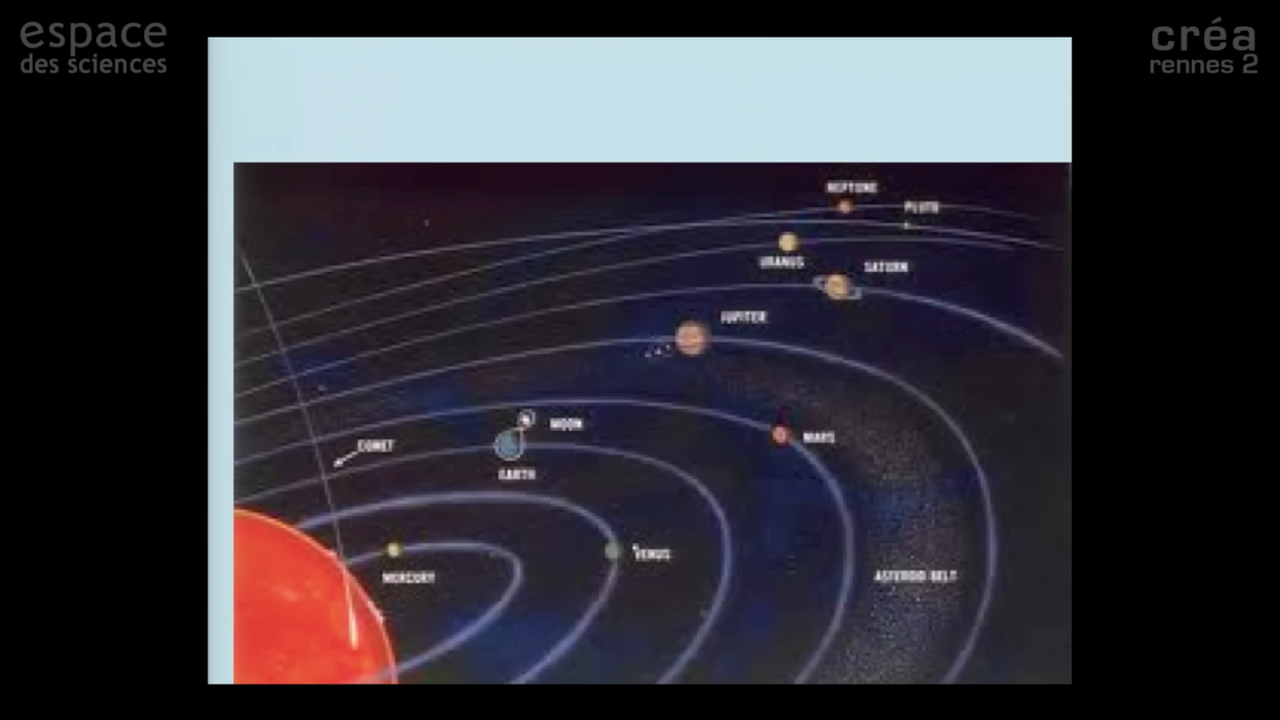 espace
des sciences
créa
rennes 2
NEPTUNE
PLUTO
URANUS
SATURN
JUPITER
MOON
EARTH
MARS
COMET
VENUS
MERCURY
ASTEROID BELT